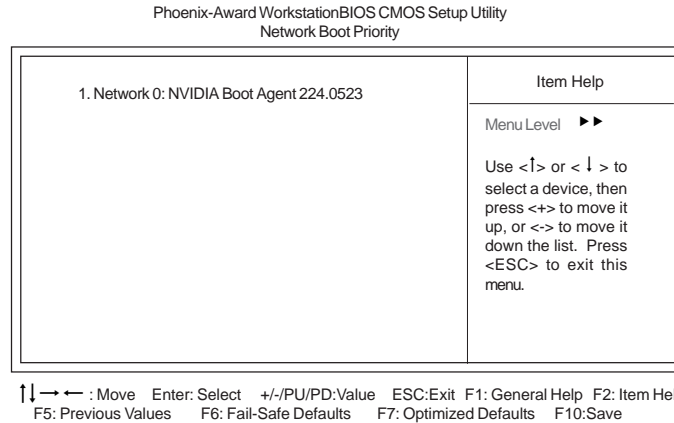 Phoenix-Award WorkstationBIOS CMOS Setup Utility
Network Boot Priority
1. Network 0: NVIDIA Boot Agent 224.0523
Item Help
Menu Level ►►
Use <↑> or < ↓ > to
select a device, then
press <+> to move it
up, or <-> to move it
down the list. Press
<ESC> to exit this
menu.
↑↓→← : Move Enter: Select +/-/PU/PD:Value ESC:Exit F1: General Help F2: Item Hel
F5: Previous Values F6: Fail-Safe Defaults F7: Optimized Defaults F10:Save